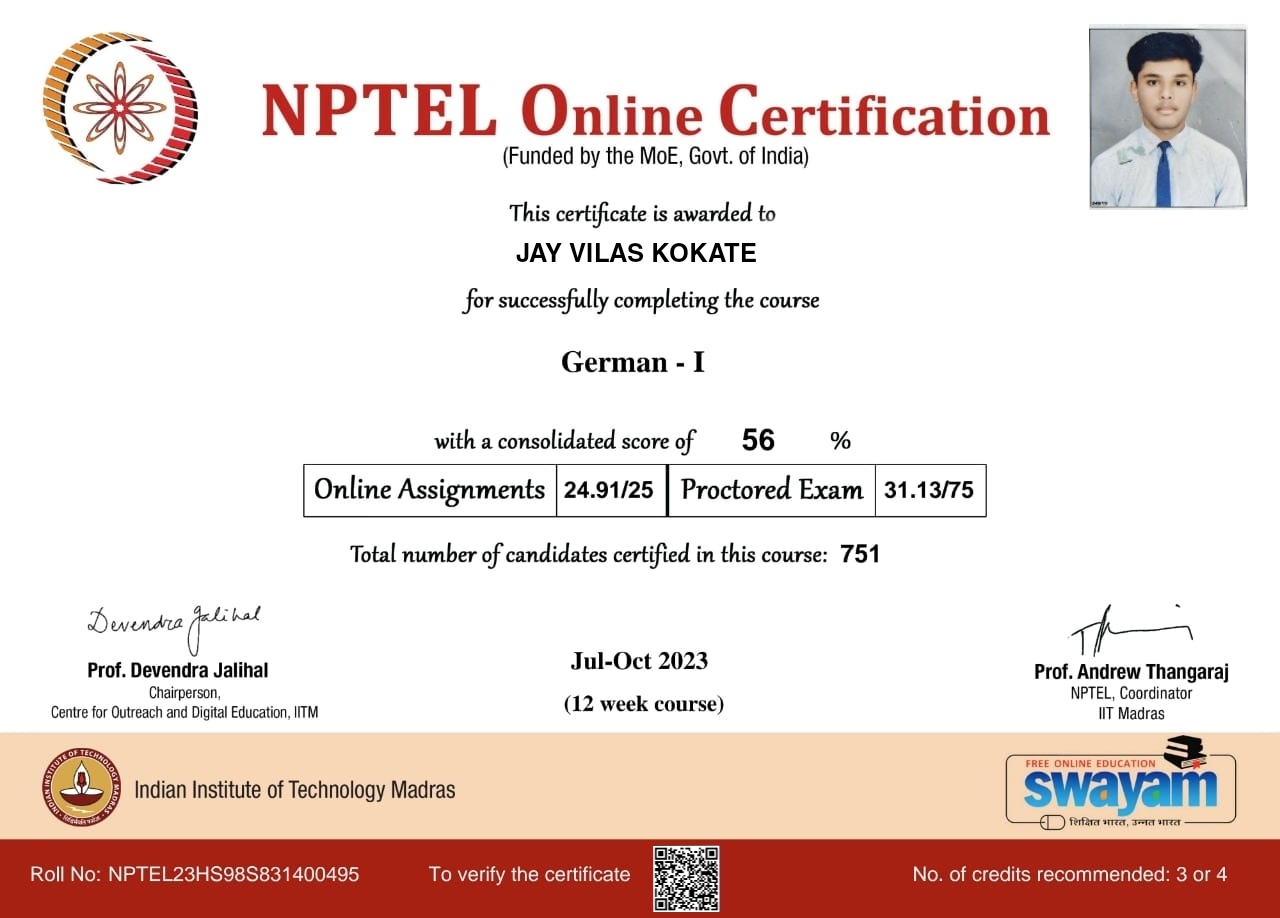 NPTEL Online Certification
(Funded by the MoE, Govt. of India)
This certificate is awarded to
JAY VILAS KOKATE
for successfully completing the course
German - I
with a consolidated score of 56 %
Online Assignments 24.91/25 Proctored Exam 31.13/75
Total number of candidates certified in this course: 751
Devendra Jalihal
Prof. Devendra Jalihal
Chairperson,
Centre for Outreach and Digital Education, IITM
Jul-Oct 2023
(12 week course)
Prof. Andrew Thangaraj
NPTEL, Coordinator
IIT Madras
INDIAN INSTITUTE OF TECHNOLOGY MADRAS
Indian Institute of Technology Madras
FREE ONLINE EDUCATION
swayam
शिक्षित भारत, उन्नत भारत
Roll No: NPTEL23HS98S831400495
To verify the certificate
No. of credits recommended: 3 or 4